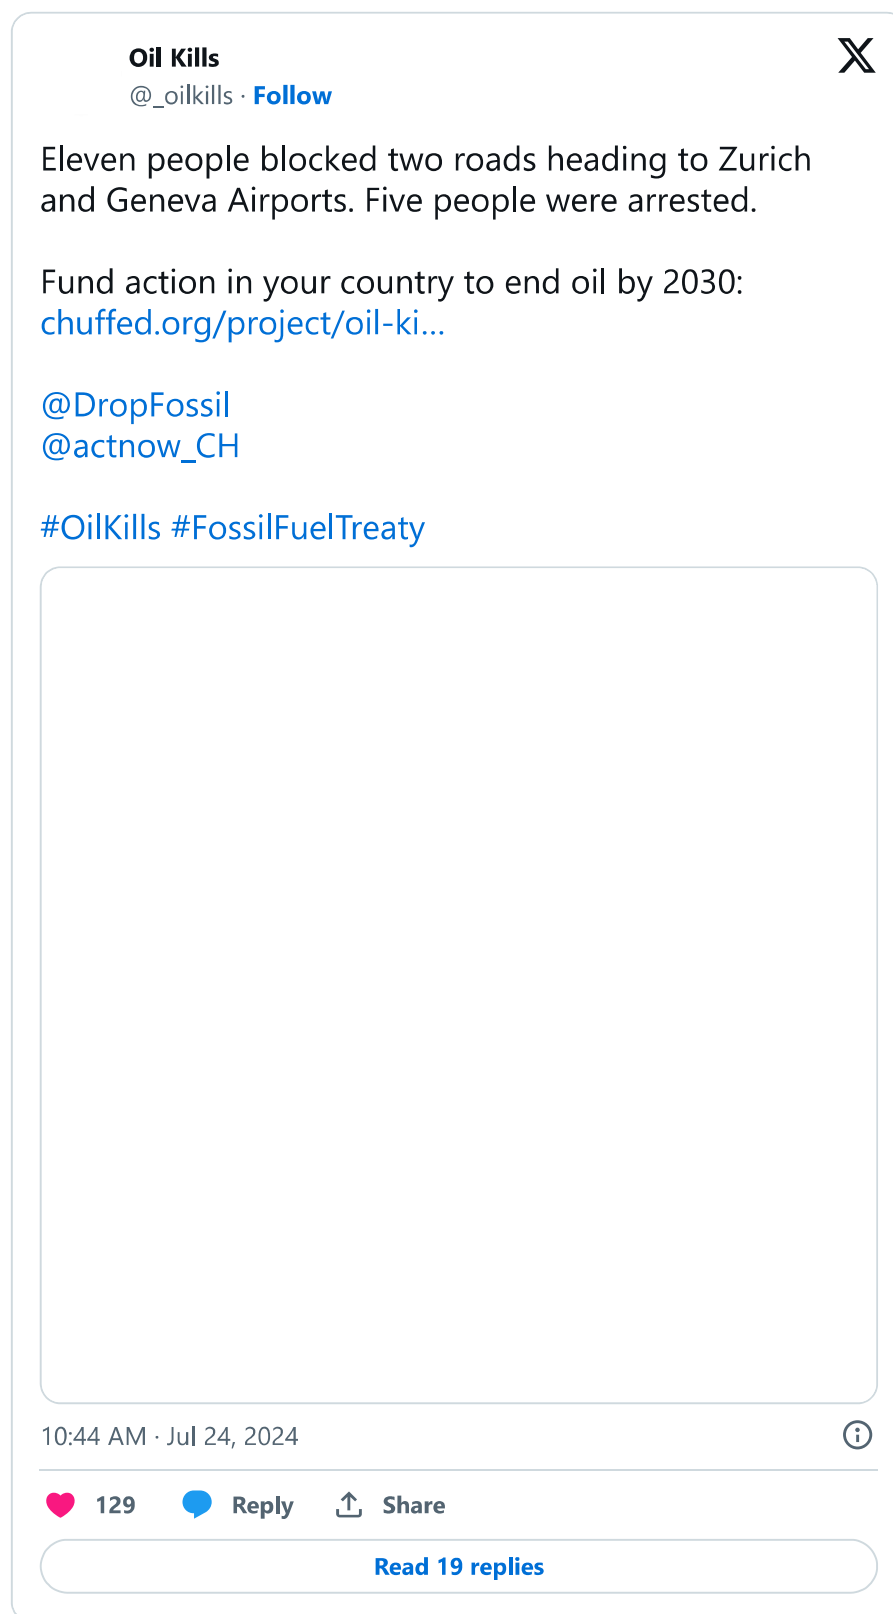 Oil Kills
@_oilkills · Follow
Eleven people blocked two roads heading to Zurich
and Geneva Airports. Five people were arrested.
Fund action in your country to end oil by 2030:
chuffed.org/project/oil-ki…
@DropFossil
@actnow_CH
#OilKills #FossilFuelTreaty
10:44 AM · Jul 24, 2024
129 Reply Share
Read 19 replies